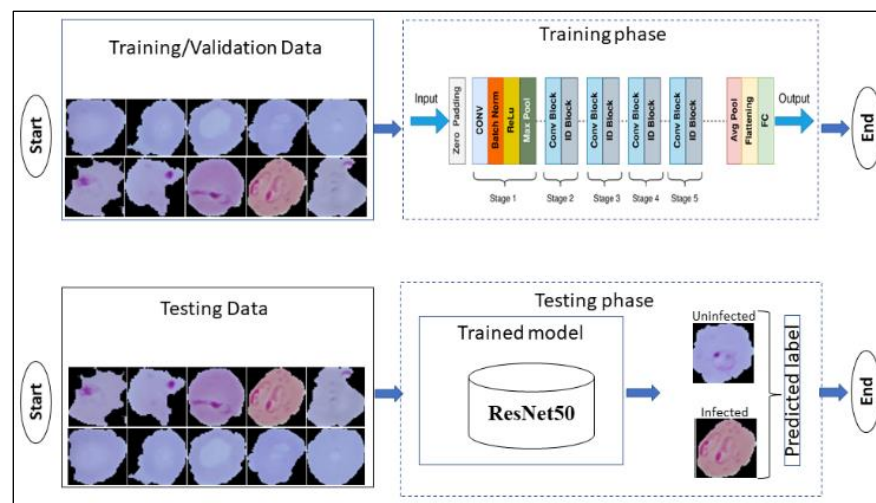 Training/Validation Data
Training phase
Start
Input
Zero Padding
CONV
Batch Norm
ReLu
Max Pool
Conv Block
ID Block
Conv Block
ID Block
Conv Block
ID Block
Conv Block
ID Block
Avg Pool
Flattening
FC
Output
End
Stage 1
Stage 2
Stage 3
Stage 4
Stage 5
Testing Data
Testing phase
Start
Trained model
ResNet50
Uninfected
Infected
Predicted label
End